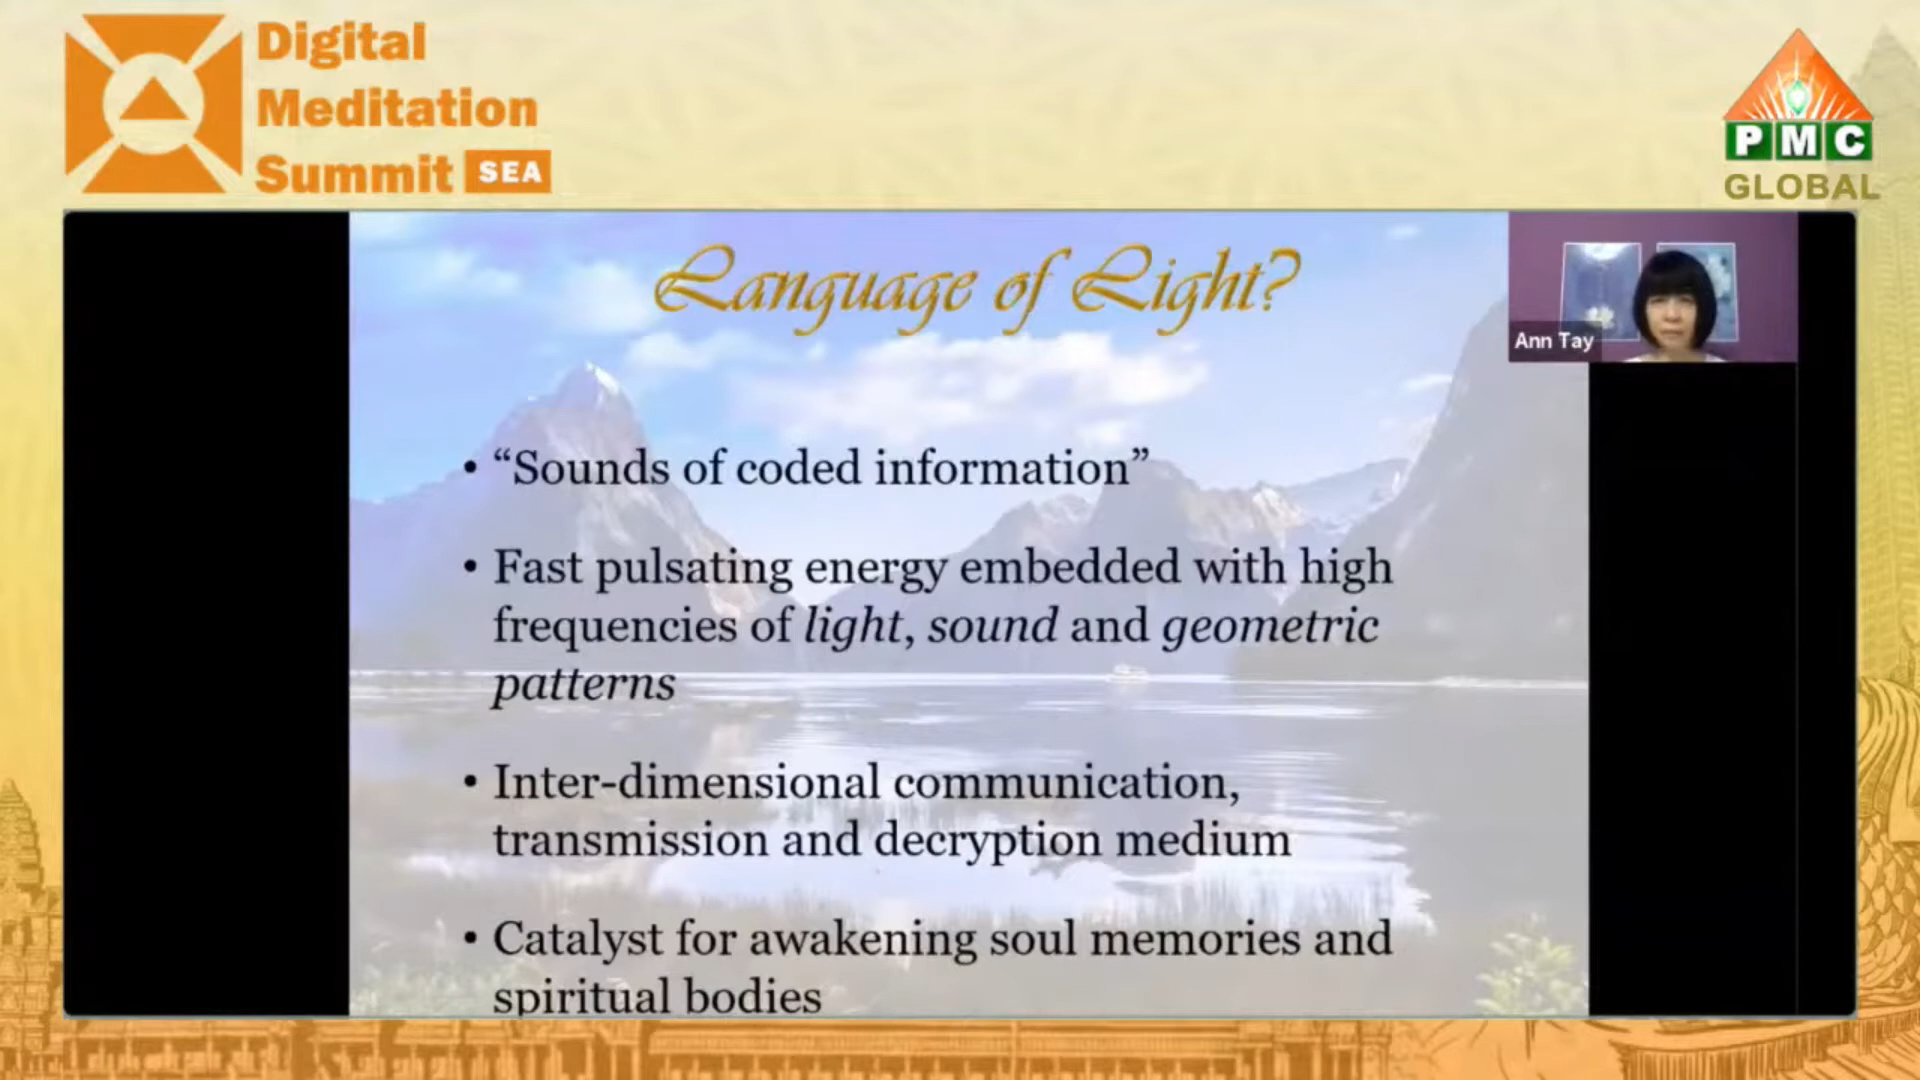 Digital
Meditation
Summit SEA
PMC
GLOBAL
Language of Light?
Ann Tay
• “Sounds of coded information”
• Fast pulsating energy embedded with high
frequencies of light, sound and geometric
patterns
• Inter-dimensional communication,
transmission and decryption medium
• Catalyst for awakening soul memories and
spiritual bodies